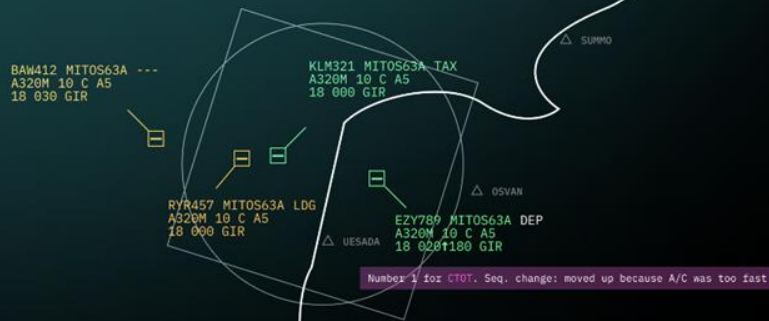 SUMMO
BAW412 MITOS63A ---
A320M 10 C A5
18 030 GIR
KLM321 MITOS63A TAX
A320M 10 C A5
18 000 GIR
OSVAN
RYR457 MITOS63A LDG
A320M 10 C A5
18 000 GIR
EZY789 MITOS63A DEP
A320M 10 C A5
18 020↑180 GIR
UESADA
Number 1 for CTOT. Seq. change: moved up because A/C was too fast